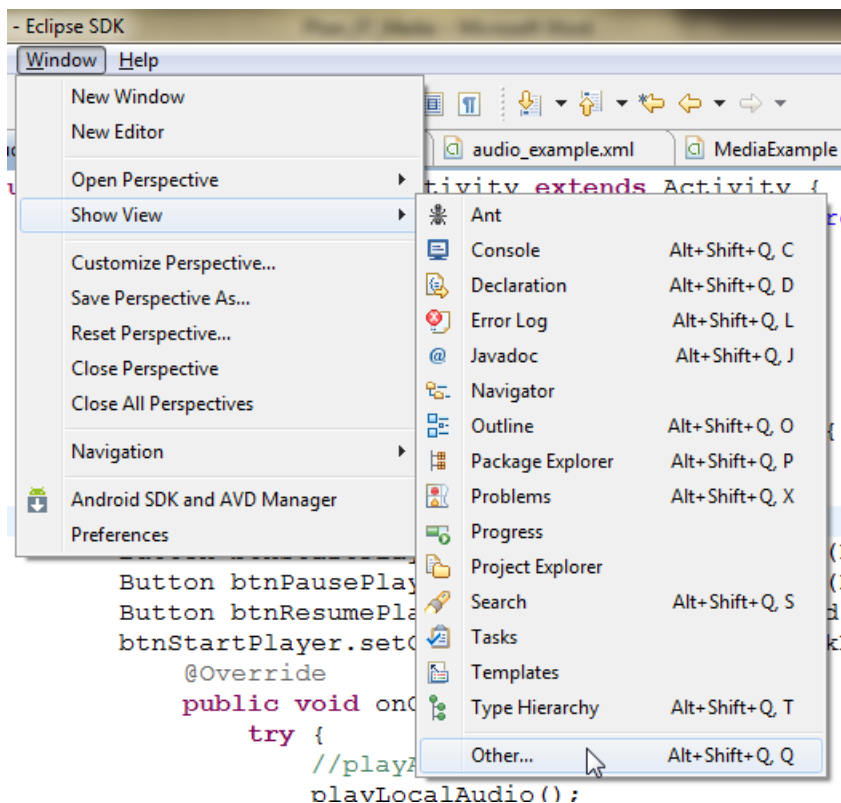 - Eclipse SDK
Window Help
New Window
New Editor
Open Perspective
Show View
Customize Perspective...
Save Perspective As...
Reset Perspective...
Close Perspective
Close All Perspectives
Navigation
Android SDK and AVD Manager
Preferences
audio_example.xml MediaExample
extends Activity {
Ant
Console Alt+Shift+Q, C
Declaration Alt+Shift+Q, D
Error Log Alt+Shift+Q, L
Javadoc Alt+Shift+Q, J
Navigator
Outline Alt+Shift+Q, O
Package Explorer Alt+Shift+Q, P
Problems Alt+Shift+Q, X
Progress
Project Explorer
Search Alt+Shift+Q, S
Tasks
Templates
Type Hierarchy Alt+Shift+Q, T
Other... Alt+Shift+Q, Q
Button btnPausePlay
Button btnResumePla
btnStartPlayer.set
@Override
public void on
try {
//play
playLocalAudio();